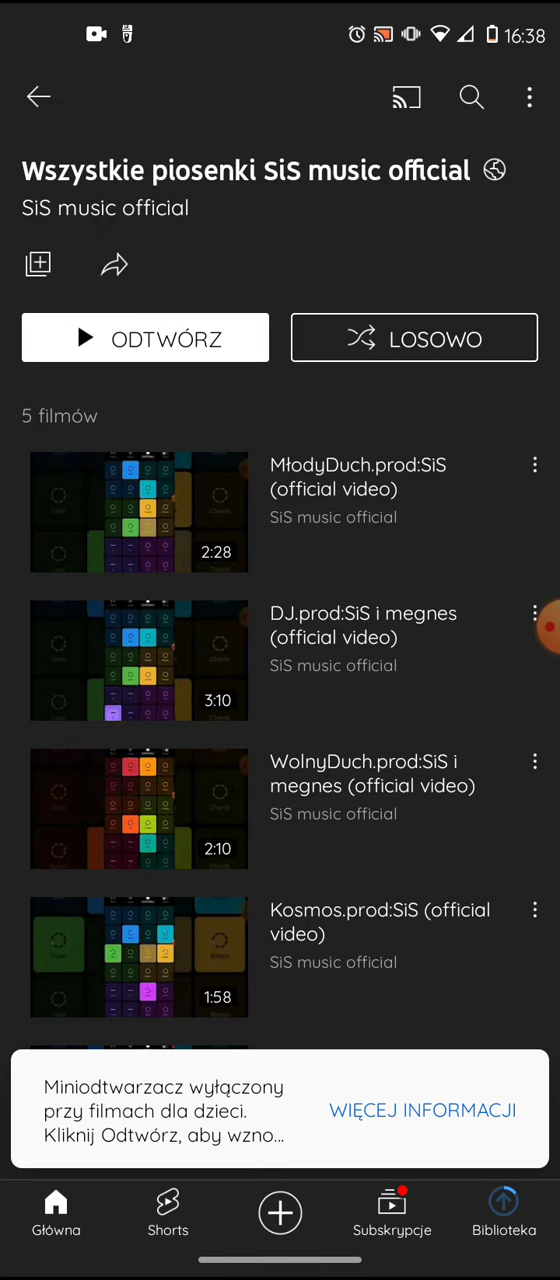 16:38
Wszystkie piosenki SiS music official
SiS music official
ODTWÓRZ
LOSOWO
5 filmów
MłodyDuch.prod:SiS
(official video)
SiS music official
2:28
DJ.prod:SiS i megnes
(official video)
SiS music official
3:10
WolnyDuch.prod:SiS i
megnes (official video)
SiS music official
2:10
Kosmos.prod:SiS (official
video)
SiS music official
1:58
Miniodtwarzacz wyłączony
przy filmach dla dzieci.
Kliknij Odtwórz, aby wzno...
WIĘCEJ INFORMACJI
Główna
Shorts
Subskrypcje
Biblioteka